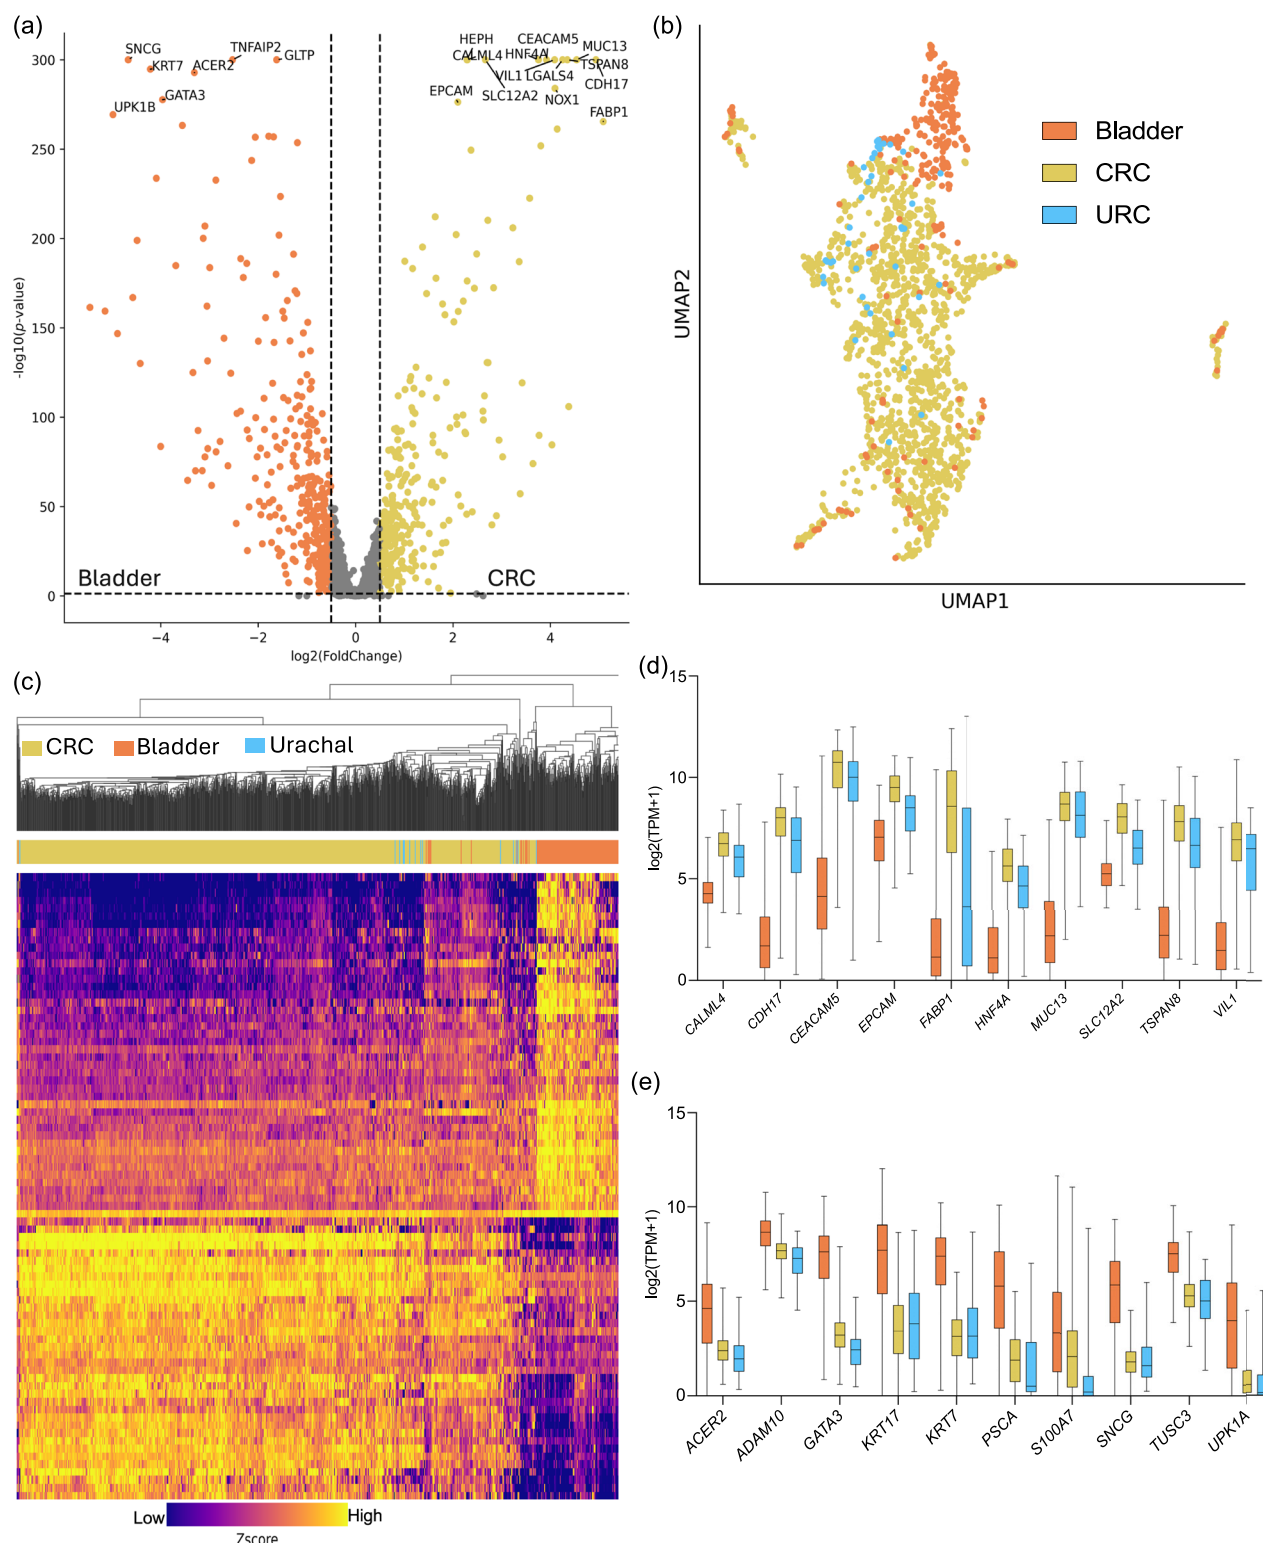 (a)
300
250
200
150
100
50
0
-log10(p-value)
SNCG
KRT7
ACER2
TNFAIP2
GLTP
UPK1B
GATA3
HEPH
CALML4
CEACAM5
HNF4A
MUC13
TSPAN8
VIL1
LGALS4
CDH17
EPCAM
SLC12A2
NOX1
FABP1
Bladder
CRC
−4
−2
0
2
4
log2(FoldChange)
(b)
Bladder
CRC
URC
UMAP2
UMAP1
(c)
CRC
Bladder
Urachal
Low
High
Zscore
(d)
15
10
5
0
log2(TPM+1)
CALML4
CDH17
CEACAM5
EPCAM
FABP1
HNF4A
MUC13
SLC12A2
TSPAN8
VIL1
(e)
15
10
5
0
log2(TPM+1)
ACER2
ADAM10
GATA3
KRT17
KRT7
PSCA
S100A7
SNCG
TUSC3
UPK1A